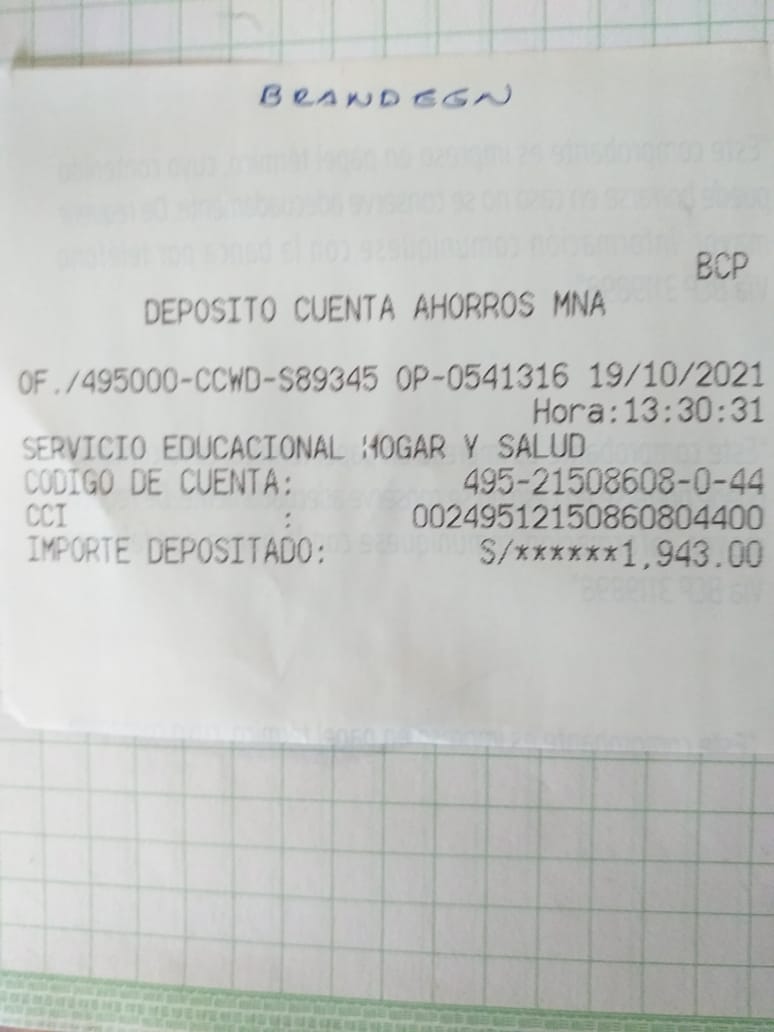 BRANDEGN
BCP
DEPOSITO CUENTA AHORROS MNA
OF./495000-CCWD-S89345 OP-0541316 19/10/2021
Hora:13:30:31
SERVICIO EDUCACIONAL HOGAR Y SALUD
CODIGO DE CUENTA: 495-21508608-0-44
CCI : 00249512150860804400
IMPORTE DEPOSITADO: S/******1,943.00